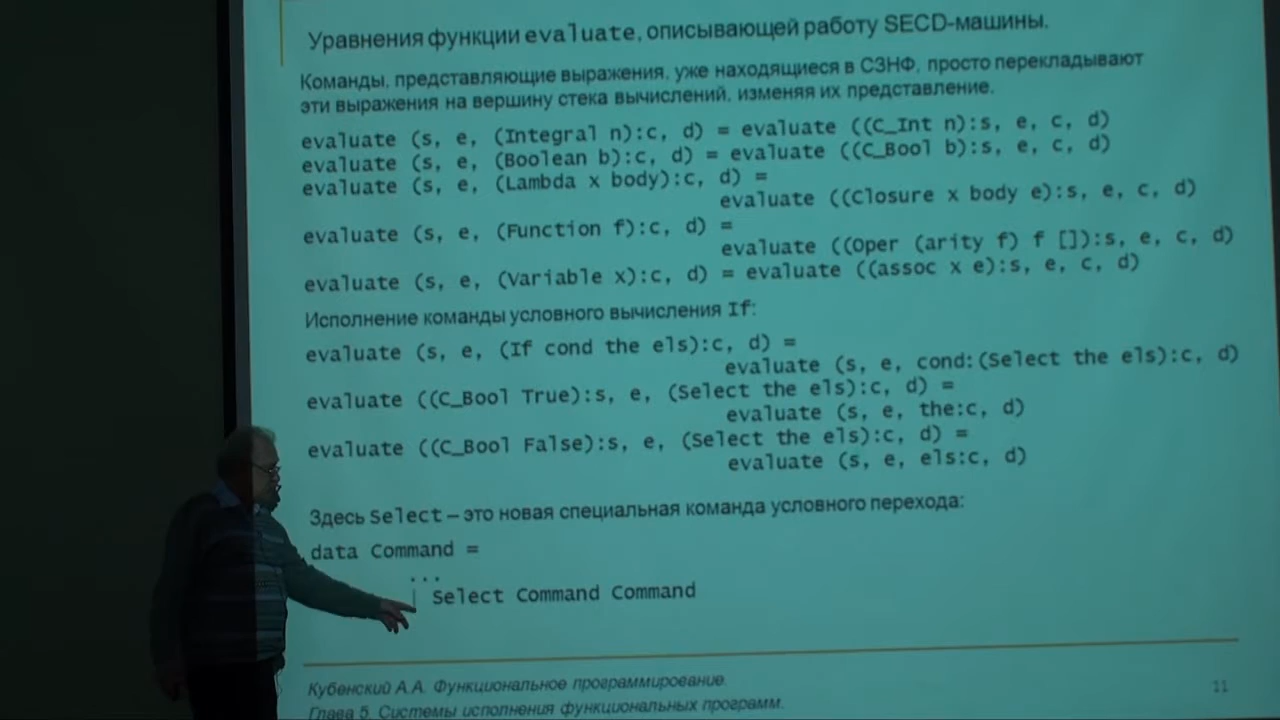 Уравнения функции evaluate, описывающей работу SECD-машины.
Команды, представляющие выражения, уже находящиеся в СЗНФ, просто перекладывают
эти выражения на вершину стека вычислений, изменяя их представление.
evaluate (s, e, (Integral n):c, d) = evaluate ((C_Int n):s, e, c, d)
evaluate (s, e, (Boolean b):c, d) = evaluate ((C_Bool b):s, e, c, d)
evaluate (s, e, (Lambda x body):c, d) =
evaluate ((Closure x body e):s, e, c, d)
evaluate (s, e, (Function f):c, d) =
evaluate ((Oper (arity f) f []):s, e, c, d)
evaluate (s, e, (Variable x):c, d) = evaluate ((assoc x e):s, e, c, d)
Исполнение команды условного вычисления If:
evaluate (s, e, (If cond the els):c, d) =
evaluate (s, e, cond:(Select the els):c, d)
evaluate ((C_Bool True):s, e, (Select the els):c, d) =
evaluate (s, e, the:c, d)
evaluate ((C_Bool False):s, e, (Select the els):c, d) =
evaluate (s, e, els:c, d)
Здесь Select – это новая специальная команда условного перехода:
data Command =
...
| Select Command Command
Кубенский А.А. Функциональное программирование.
11
Глава 5. Системы исполнения функциональных программ.